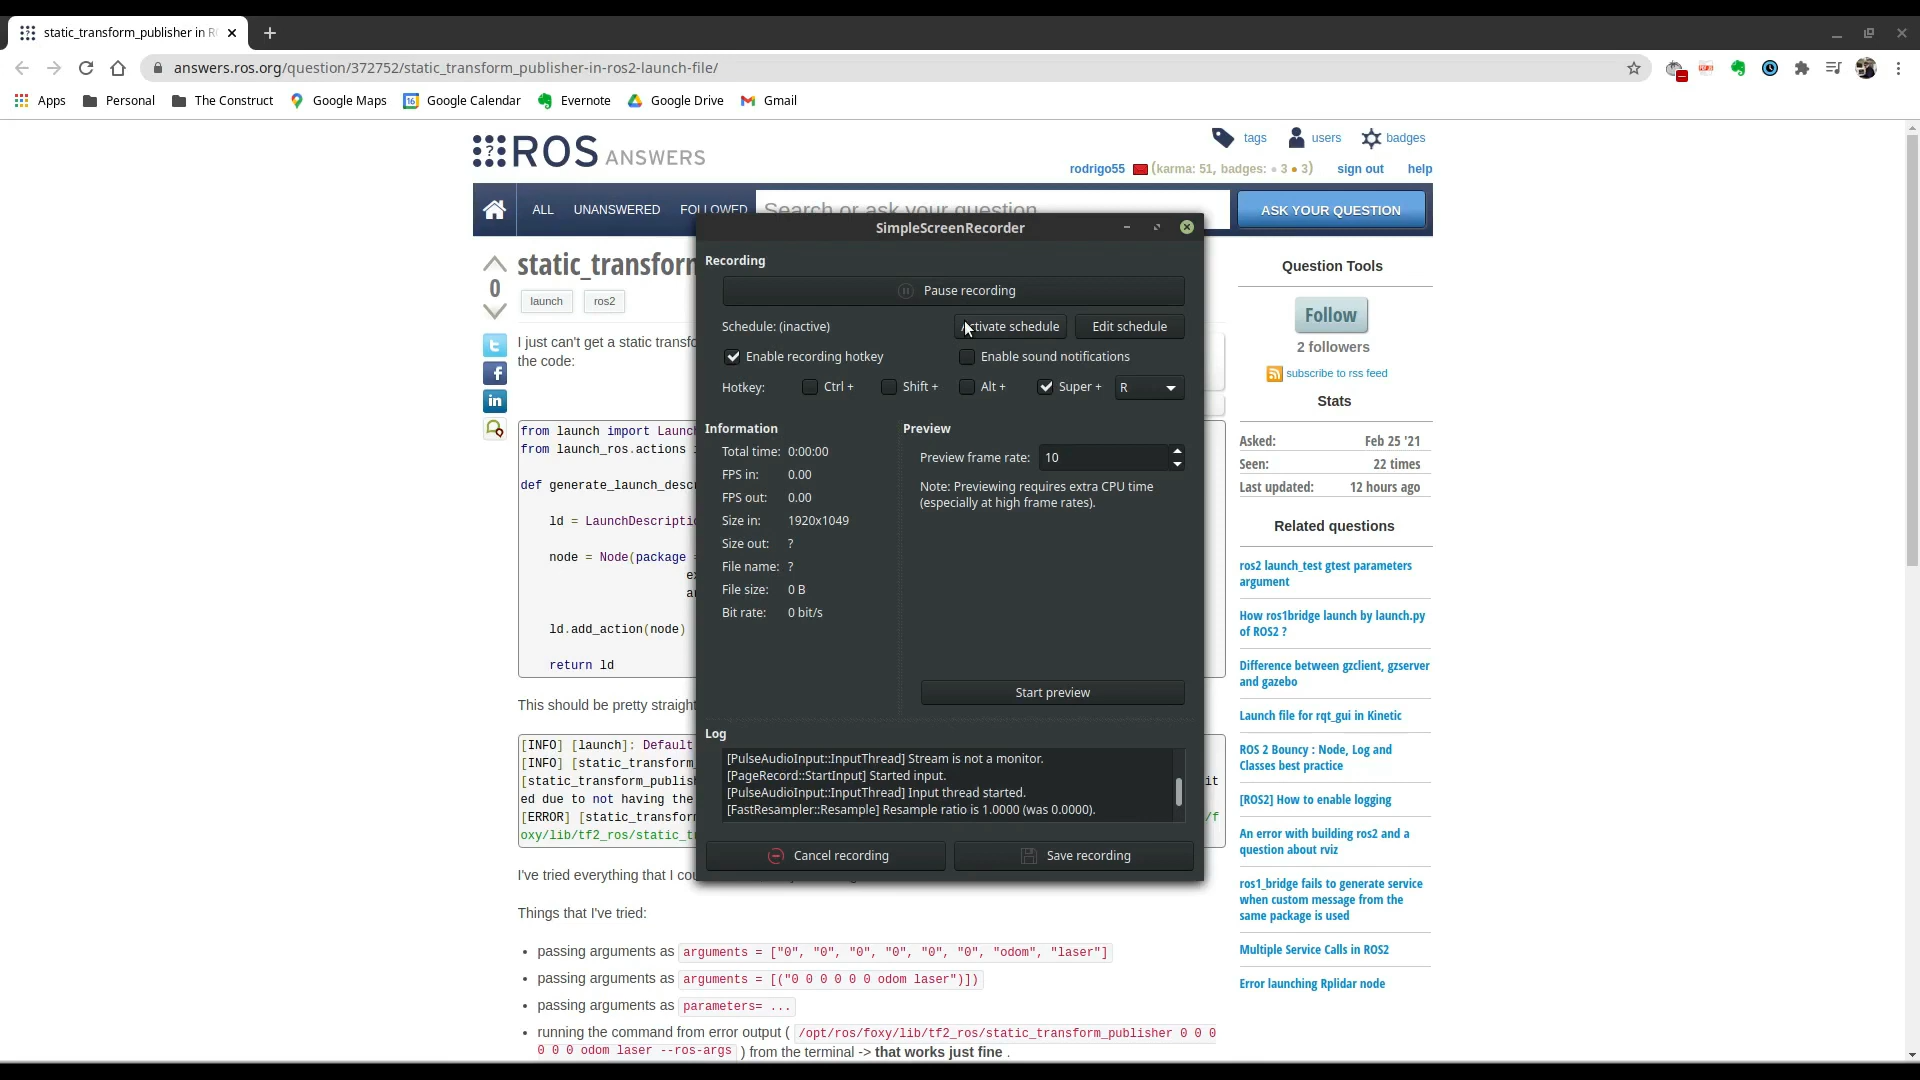 static_transform_publisher in R
answers.ros.org/question/372752/static_transform_publisher-in-ros2-launch-file/
Apps
Personal
The Construct
Google Maps
Google Calendar
Evernote
Google Drive
Gmail
tags
users
badges
ROS ANSWERS
rodrigo55 (karma: 51, badges: 3 3)
sign out
help
ALL
UNANSWERED
FOLLOWED
Search or ask your question
ASK YOUR QUESTION
static_transfor
0
launch
ros2
I just can't get a static transfo
the code:
from launch import Launc
from launch_ros.actions
def generate_launch_desc
ld = LaunchDescriptio
node = Node(package =
ld.add_action(node)
return ld
This should be pretty straight
[INFO] [launch]: Default
[INFO] [static_transform_
[static_transform_publis
it
ed due to not having the
[ERROR] [static_transfor
/f
oxy/lib/tf2_ros/static_t
I've tried everything that I cou
Things that I've tried:
• passing arguments as arguments = ["0", "0", "0", "0", "0", "0", "odom", "laser"]
• passing arguments as arguments = [("0 0 0 0 0 0 odom laser")])
• passing arguments as parameters= ...
• running the command from error output ( /opt/ros/foxy/lib/tf2_ros/static_transform_publisher 0 0 0
0 0 0 odom laser --ros-args ) from the terminal -> that works just fine .
SimpleScreenRecorder
Recording
Pause recording
Schedule: (inactive)
Activate schedule
Edit schedule
Enable recording hotkey
Enable sound notifications
Hotkey:
Ctrl +
Shift +
Alt +
Super +
R
Information
Total time: 0:00:00
FPS in: 0.00
FPS out: 0.00
Size in: 1920x1049
Size out: ?
File name: ?
File size: 0 B
Bit rate: 0 bit/s
Preview
Preview frame rate: 10
Note: Previewing requires extra CPU time
(especially at high frame rates).
Start preview
Log
[PulseAudioInput::InputThread] Stream is not a monitor.
[PageRecord::StartInput] Started input.
[PulseAudioInput::InputThread] Input thread started.
[FastResampler::Resample] Resample ratio is 1.0000 (was 0.0000).
Cancel recording
Save recording
Question Tools
Follow
2 followers
subscribe to rss feed
Stats
Asked: Feb 25 '21
Seen: 22 times
Last updated: 12 hours ago
Related questions
ros2 launch_test gtest parameters
argument
How ros1bridge launch by launch.py
of ROS2 ?
Difference between gzclient, gzserver
and gazebo
Launch file for rqt_gui in Kinetic
ROS 2 Bouncy : Node, Log and
Classes best practice
[ROS2] How to enable logging
An error with building ros2 and a
question about rviz
ros1_bridge fails to generate service
when custom message from the
same package is used
Multiple Service Calls in ROS2
Error launching Rplidar node